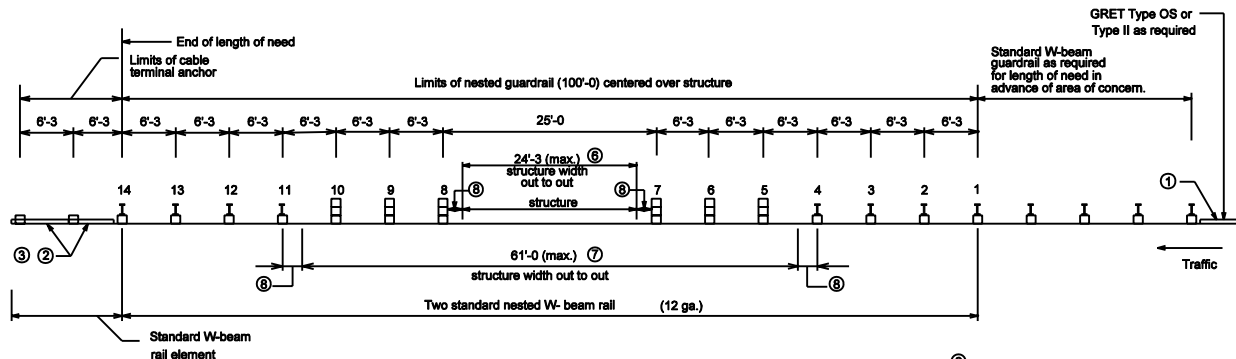 GRET Type OS or
Type II as required
End of length of need
Limits of cable
terminal anchor
Standard W-beam
guardrail as required
for length of need in
advance of area of concern.
Limits of nested guardrail (100'-0) centered over structure
6'-3 6'-3 6'-3 6'-3 6'-3 6'-3 6'-3 6'-3 25'-0 6'-3 6'-3 6'-3 6'-3 6'-3 6'-3
24'-3 (max.) ⑥
structure width
out to out
14 13 12 11 10 9 8 ⑧ structure ⑧ 7 6 5 4 3 2 1 ①
③ ②
61'-0 (max.) ⑦
structure width out to out
⑧ ⑧
Traffic
Two standard nested W- beam rail (12 ga.)
Standard W-beam
rail element